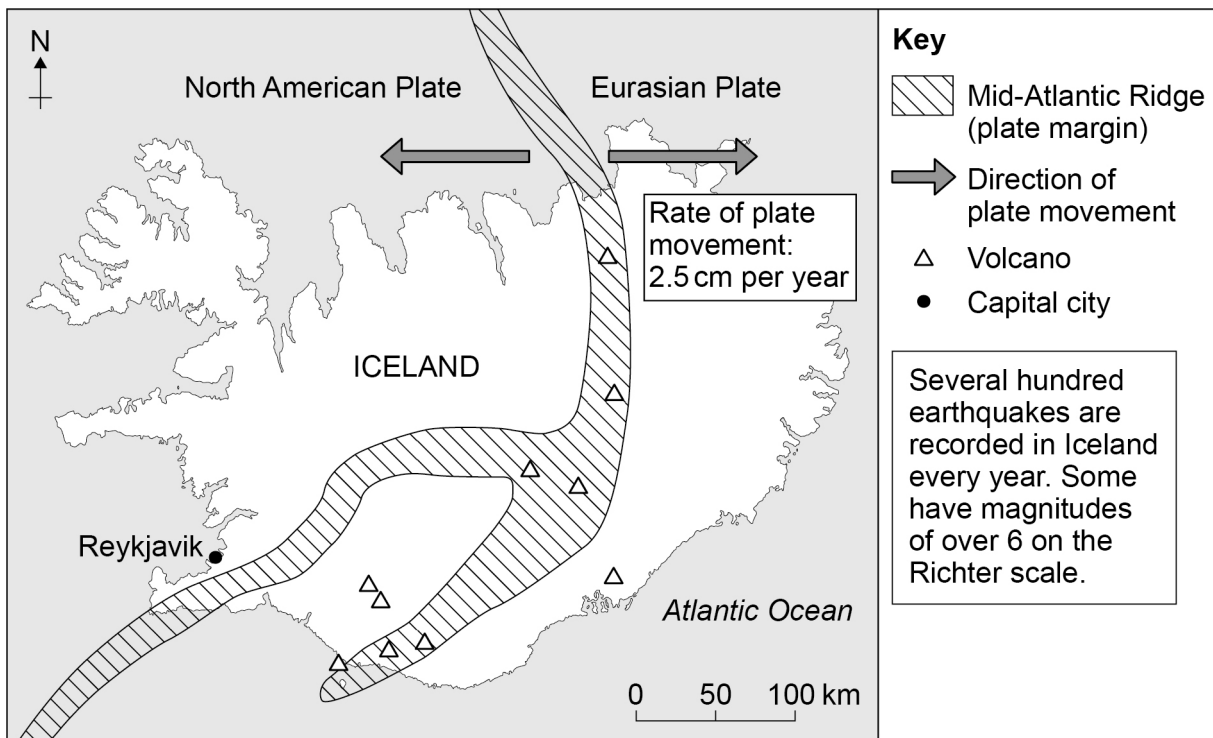 N
North American Plate
Eurasian Plate
Rate of plate
movement:
2.5 cm per year
ICELAND
Reykjavik
Atlantic Ocean
0 50 100 km
Key
Mid-Atlantic Ridge
(plate margin)
Direction of
plate movement
Volcano
Capital city
Several hundred
earthquakes are
recorded in Iceland
every year. Some
have magnitudes
of over 6 on the
Richter scale.